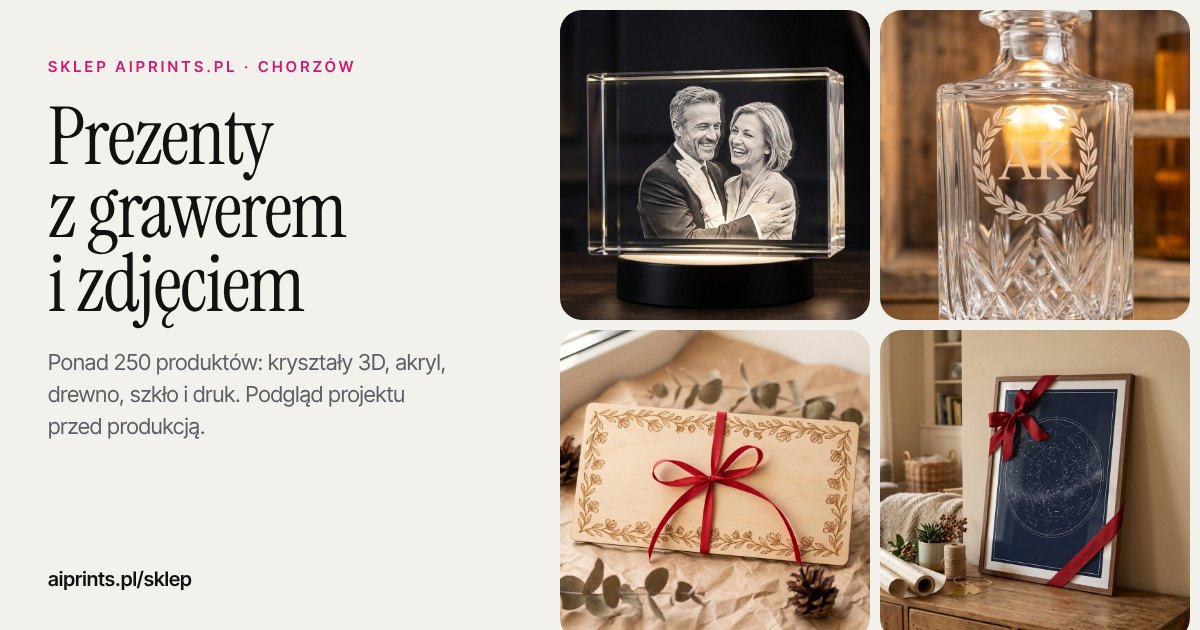 SKLEP AIPRINTS.PL · CHORZÓW
Prezenty
z grawerem
i zdjęciem
Ponad 250 produktów: kryształy 3D, akryl,
drewno, szkło i druk. Podgląd projektu
przed produkcją.
aiprints.pl/sklep
AK